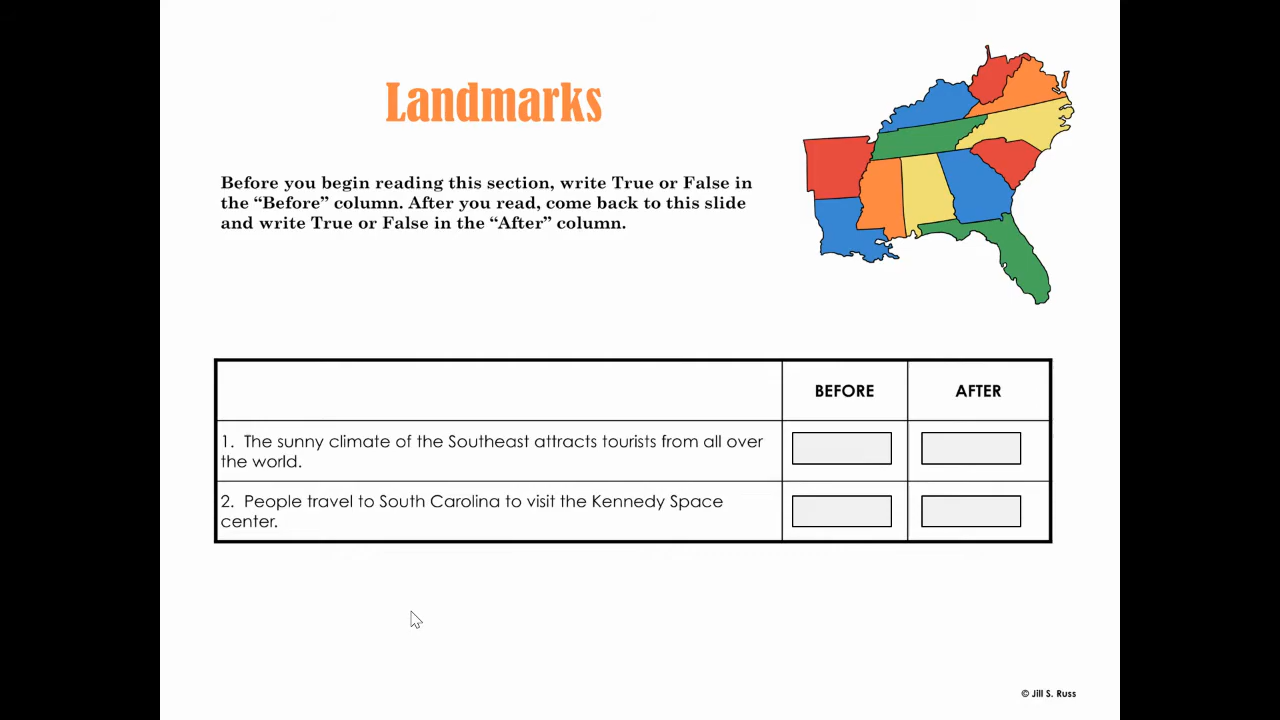 Landmarks
Before you begin reading this section, write True or False in
the “Before” column. After you read, come back to this slide
and write True or False in the “After” column.
BEFORE
AFTER
1. The sunny climate of the Southeast attracts tourists from all over
the world.
2. People travel to South Carolina to visit the Kennedy Space
center.
© Jill S. Russ